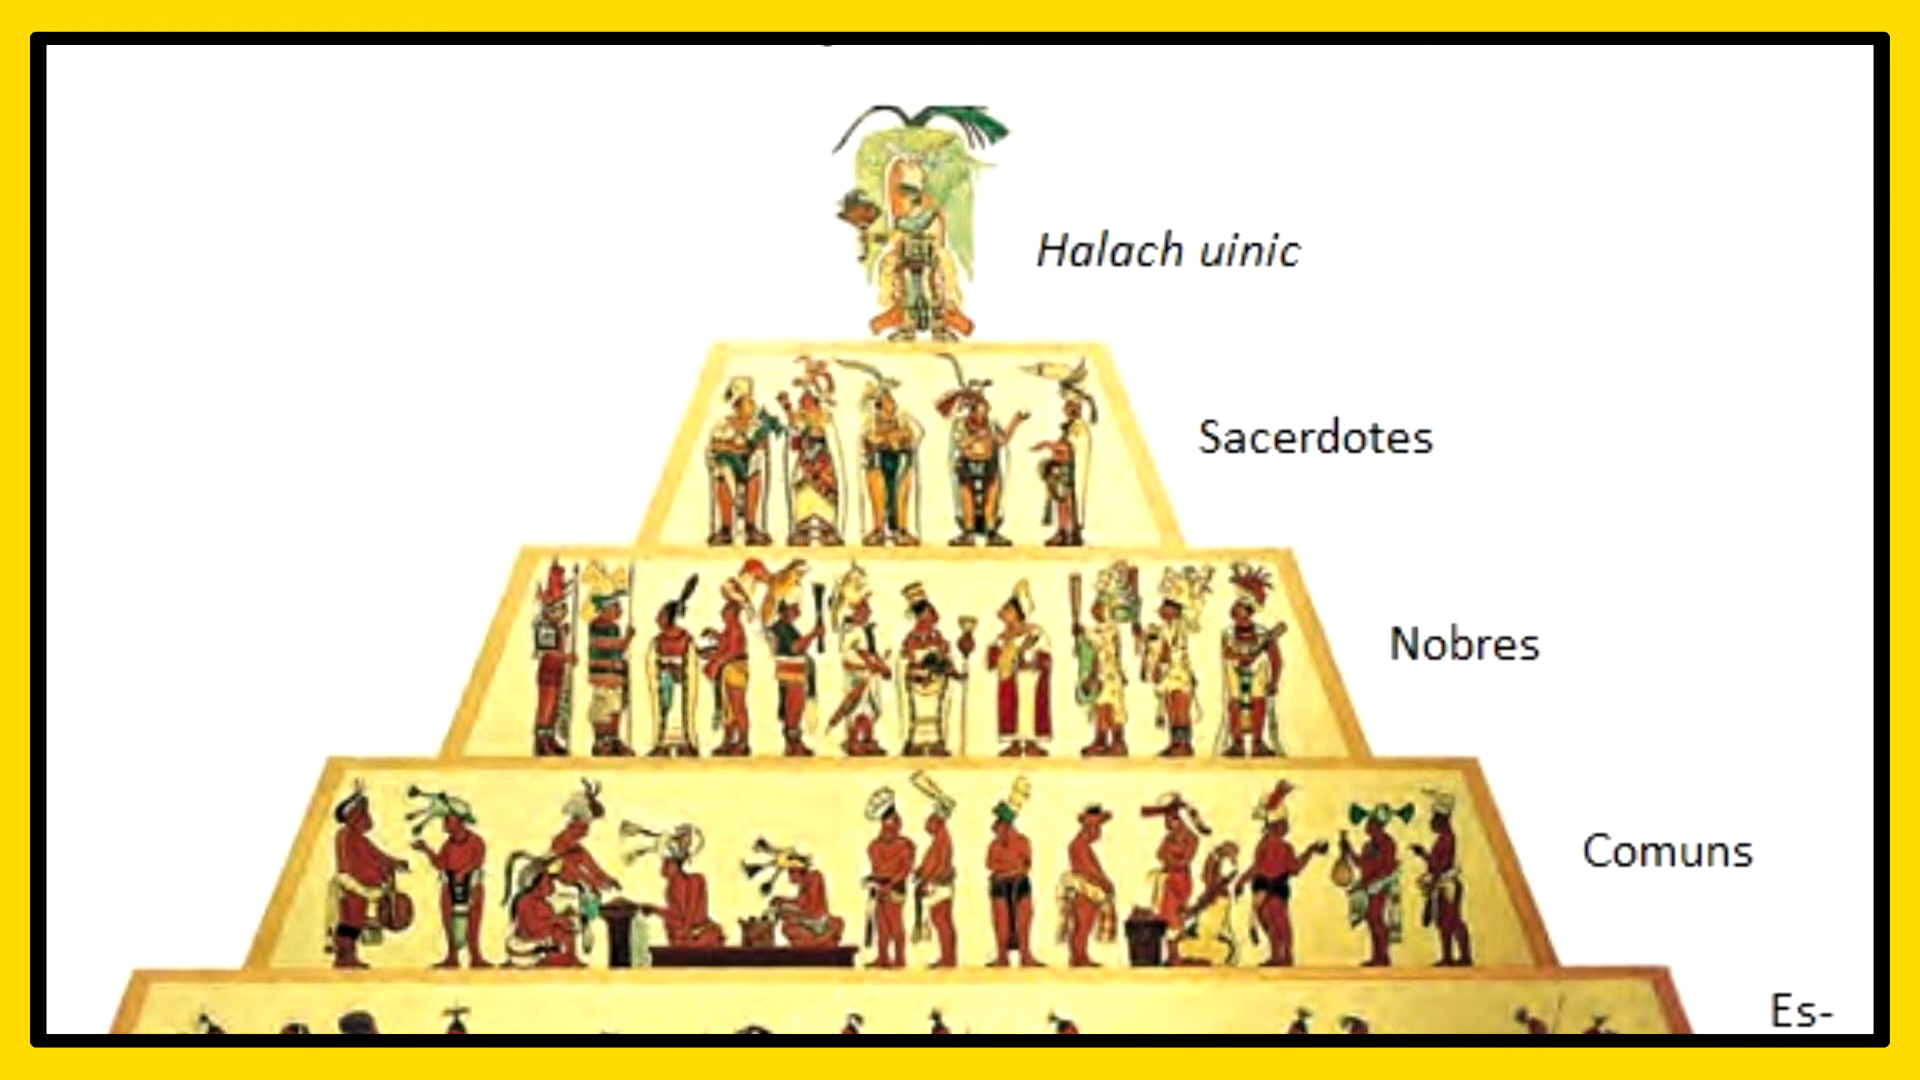 Halach uinic
Sacerdotes
Nobres
Comuns
Es-